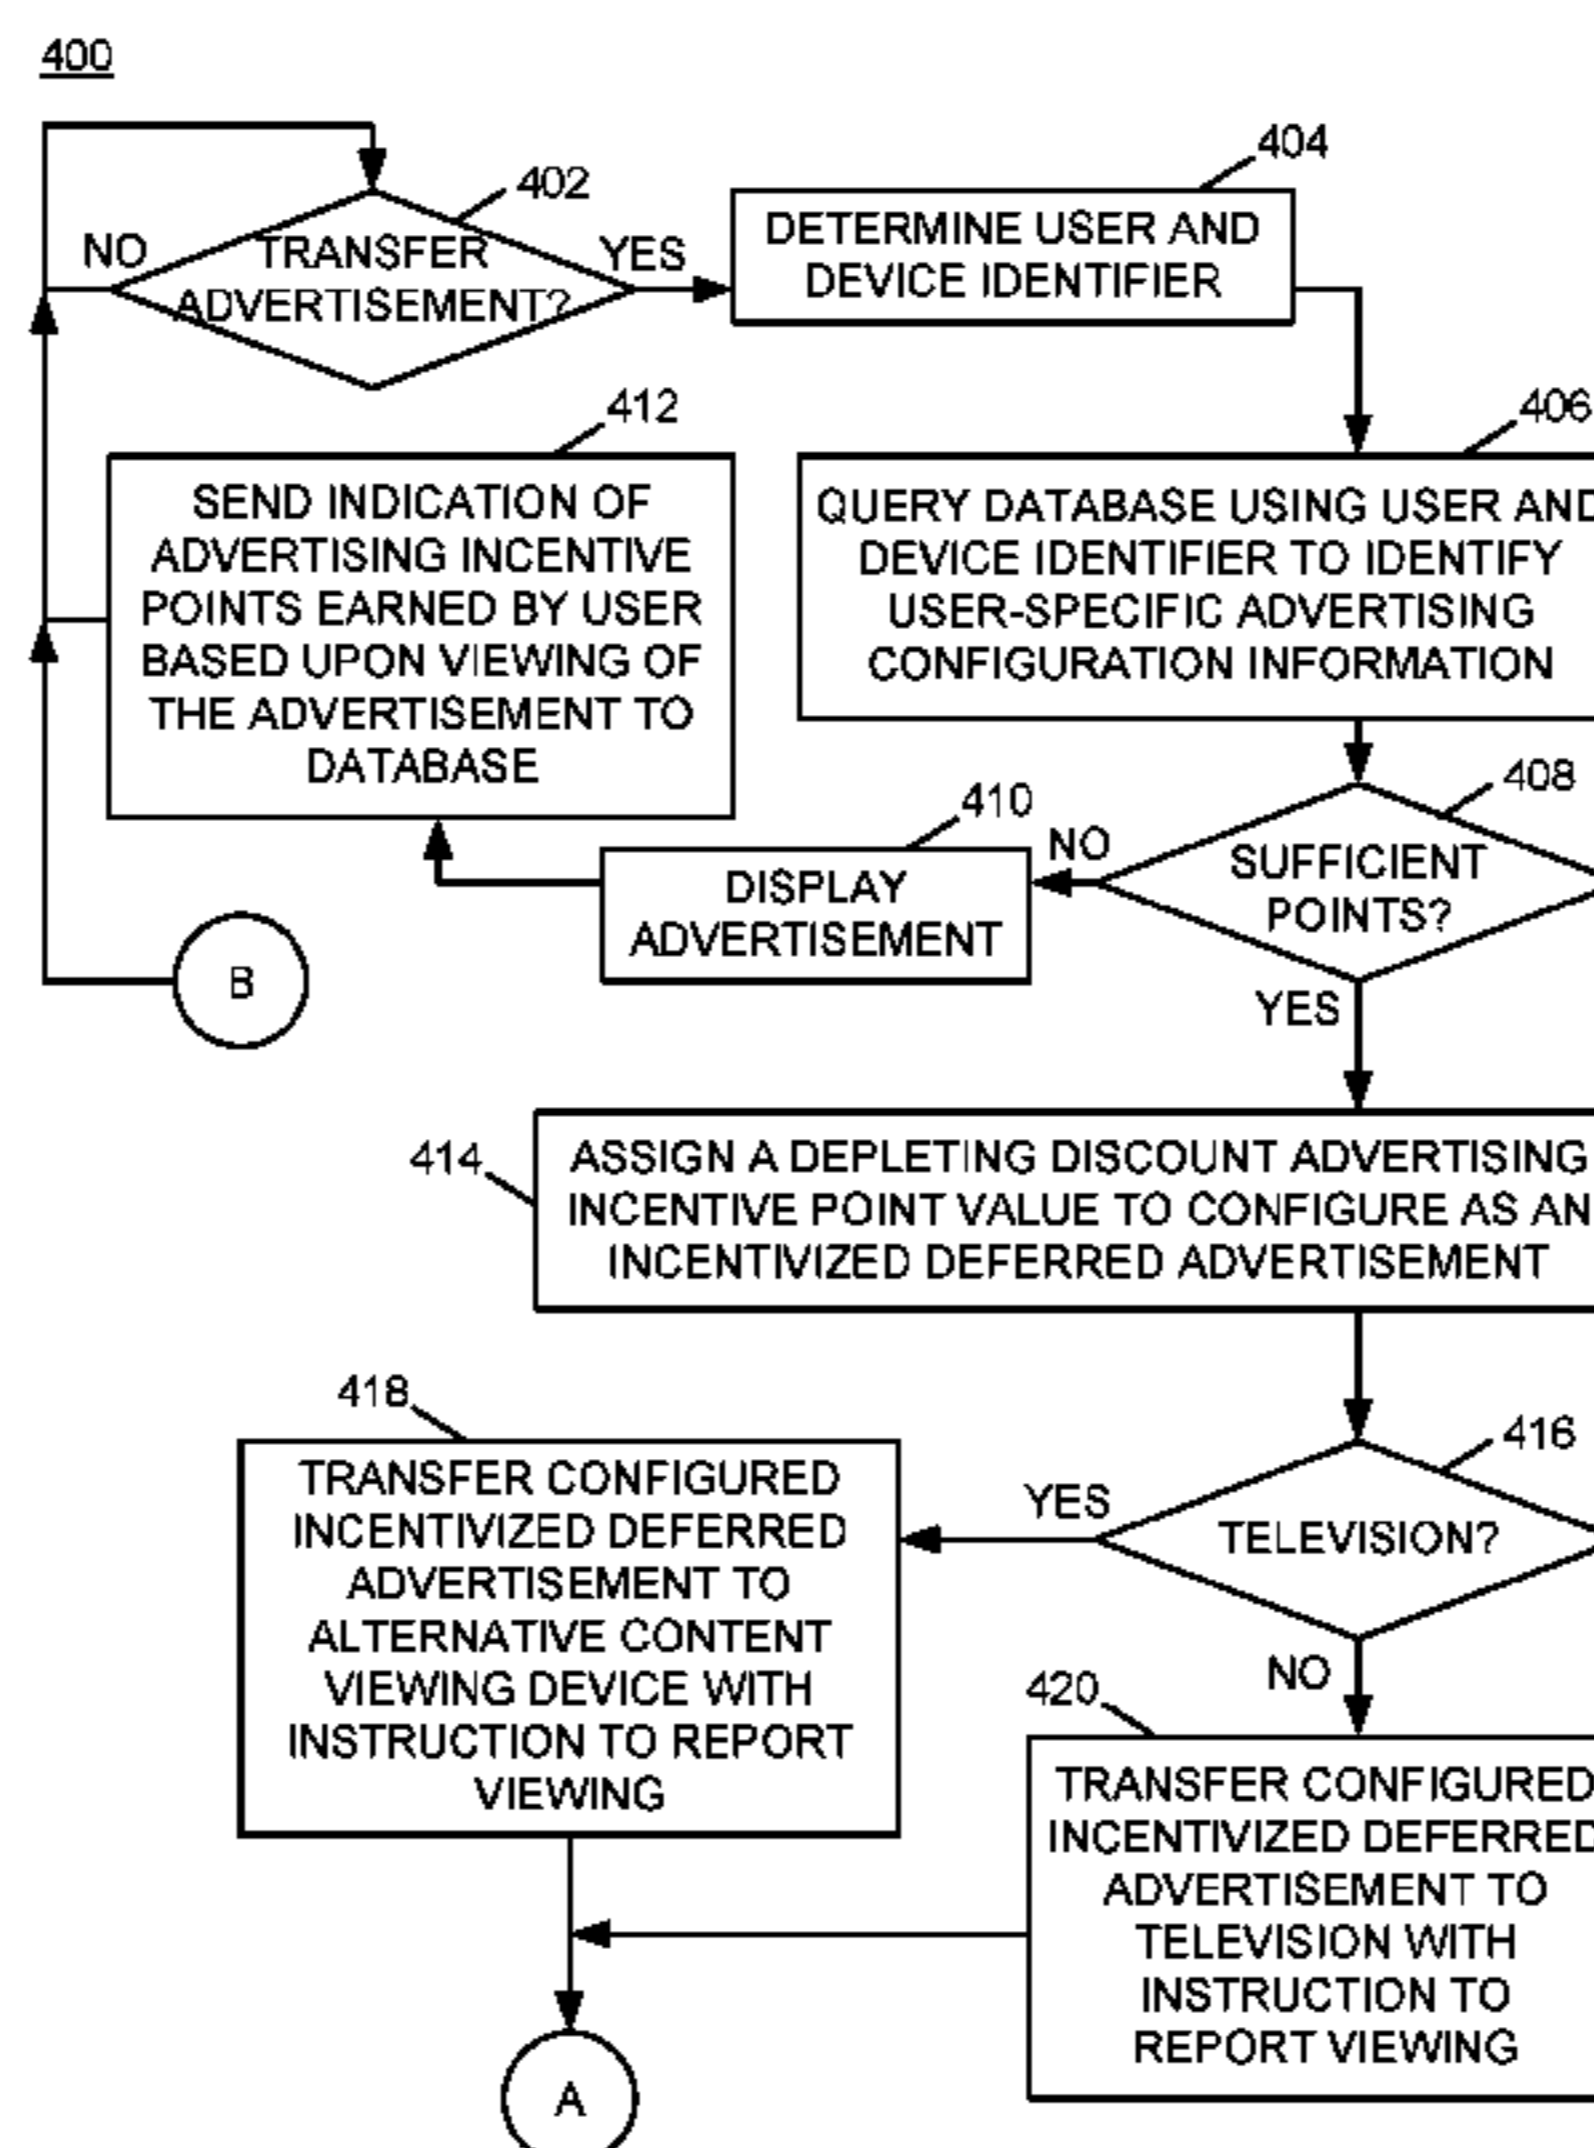 400
402
NO
TRANSFER
ADVERTISEMENT?
YES
404
DETERMINE USER AND
DEVICE IDENTIFIER
412
SEND INDICATION OF
ADVERTISING INCENTIVE
POINTS EARNED BY USER
BASED UPON VIEWING OF
THE ADVERTISEMENT TO
DATABASE
406
QUERY DATABASE USING USER AND
DEVICE IDENTIFIER TO IDENTIFY
USER-SPECIFIC ADVERTISING
CONFIGURATION INFORMATION
408
SUFFICIENT
POINTS?
NO
410
DISPLAY
ADVERTISEMENT
B
YES
414
ASSIGN A DEPLETING DISCOUNT ADVERTISING
INCENTIVE POINT VALUE TO CONFIGURE AS AN
INCENTIVIZED DEFERRED ADVERTISEMENT
416
TELEVISION?
YES
418
TRANSFER CONFIGURED
INCENTIVIZED DEFERRED
ADVERTISEMENT TO
ALTERNATIVE CONTENT
VIEWING DEVICE WITH
INSTRUCTION TO REPORT
VIEWING
NO
420
TRANSFER CONFIGURED
INCENTIVIZED DEFERRED
ADVERTISEMENT TO
TELEVISION WITH
INSTRUCTION TO
REPORT VIEWING
A